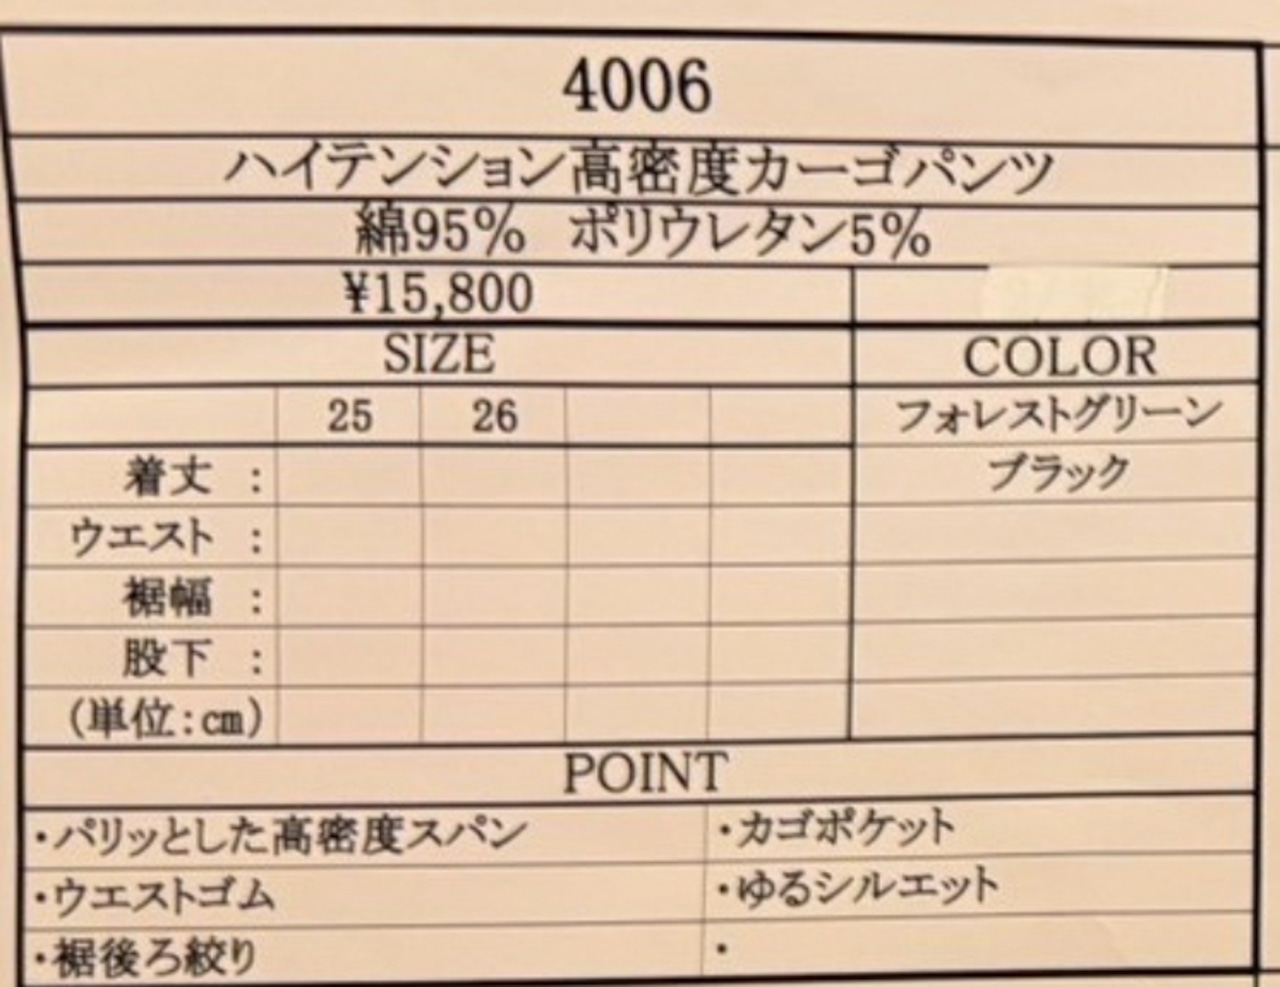 4006
ハイテンション高密度カーゴパンツ
綿95%　ポリウレタン5%
¥15,800
SIZE COLOR
25 26 フォレストグリーン
着丈 : ブラック
ウエスト :
裾幅 :
股下 :
(単位:cm)
POINT
・パリッとした高密度スパン ・カゴポケット
・ウエストゴム ・ゆるシルエット
・裾後ろ絞り ・